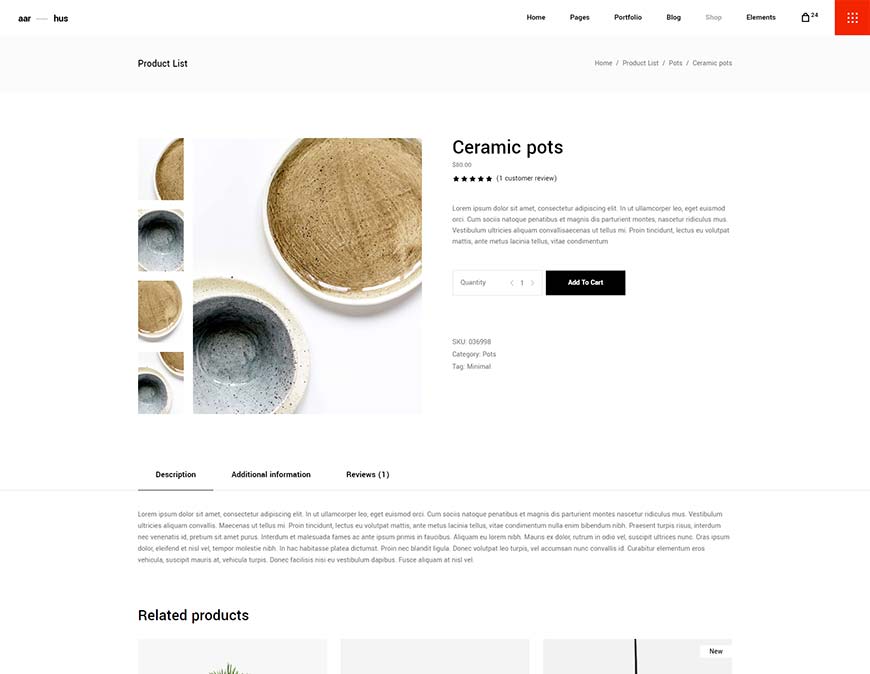 aar — hus
Home Pages Portfolio Blog Shop Elements 24
Product List
Home / Product List / Pots / Ceramic pots
Ceramic pots
$80.00
(1 customer review)
Lorem ipsum dolor sit amet, consectetur adipiscing elit. In ut ullamcorper leo, eget euismod
orci. Cum sociis natoque penatibus et magnis dis parturient montes, nascetur ridiculus mus.
Vestibulum ultricies aliquam convallisaecenas ut tellus mi. Proin tincidunt, lectus eu volutpat
mattis, ante metus lacinia tellus, vitae condimentum
Quantity < 1 > Add To Cart
SKU: 036998
Category: Pots
Tag: Minimal
Description Additional information Reviews (1)
Lorem ipsum dolor sit amet, consectetur adipiscing elit. In ut ullamcorper leo, eget euismod orci. Cum sociis natoque penatibus et magnis dis parturient montes nascetur ridiculus mus. Vestibulum
ultricies aliquam convallis. Maecenas ut tellus mi. Proin tincidunt, lectus eu volutpat mattis, ante metus lacinia tellus, vitae condimentum nulla enim bibendum nibh. Praesent turpis risus, interdum
nec venenatis id, pretium sit amet purus. Interdum et malesuada fames ac ante ipsum primis in faucibus. Aliquam eu lorem nibh. Mauris ex dolor, rutrum in odio vel, suscipit ultrices nunc. Cras ipsum
dolor, eleifend et nisl vel, tempor molestie nibh. In hac habitasse platea dictumst. Proin nec blandit ligula. Donec volutpat leo turpis, vel accumsan nunc convallis id. Curabitur elementum eros
vehicula, suscipit mauris at, vehicula turpis. Donec facilisis nisi eu vestibulum dapibus. Fusce aliquam at nisl vel.
Related products
New